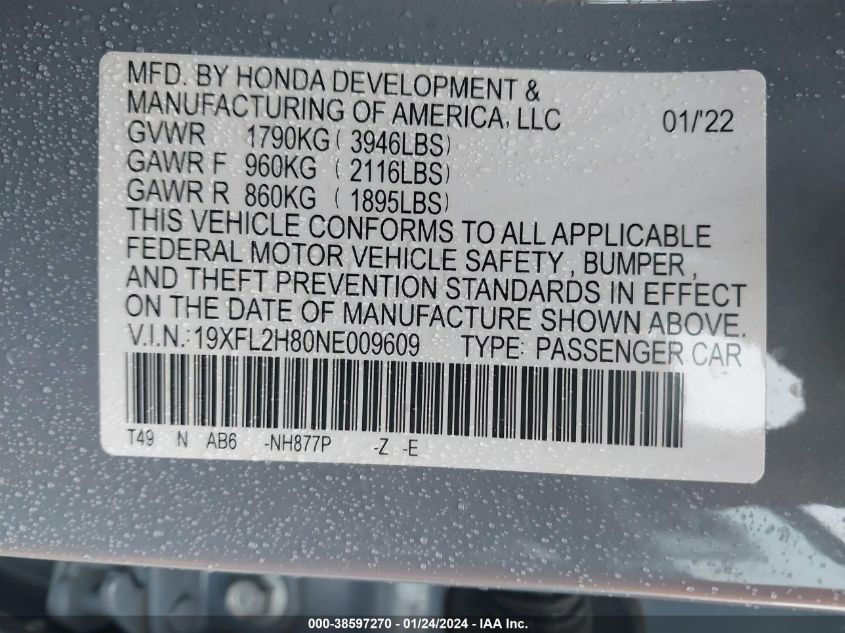 MFD. BY HONDA DEVELOPMENT &
MANUFACTURING OF AMERICA, LLC 01/'22
GVWR 1790KG ( 3946LBS)
GAWR F 960KG ( 2116LBS)
GAWR R 860KG ( 1895LBS)
THIS VEHICLE CONFORMS TO ALL APPLICABLE
FEDERAL MOTOR VEHICLE SAFETY, BUMPER,
AND THEFT PREVENTION STANDARDS IN EFFECT
ON THE DATE OF MANUFACTURE SHOWN ABOVE.
V.I.N.: 19XFL2H80NE009609 TYPE: PASSENGER CAR
T49 N AB6 -NH877P -Z -E
000-38597270 - 01/24/2024 - IAA Inc.